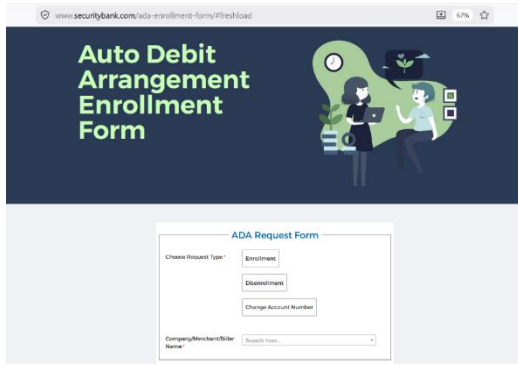 www.securitybank.com/ada-enrollment-form/#freshload
67%
Auto Debit
Arrangement
Enrollment
Form
ADA Request Form
Choose Request Type *
Enrollment
Disenrollment
Change Account Number
Company/Merchant/Biller
Name *
Search here...